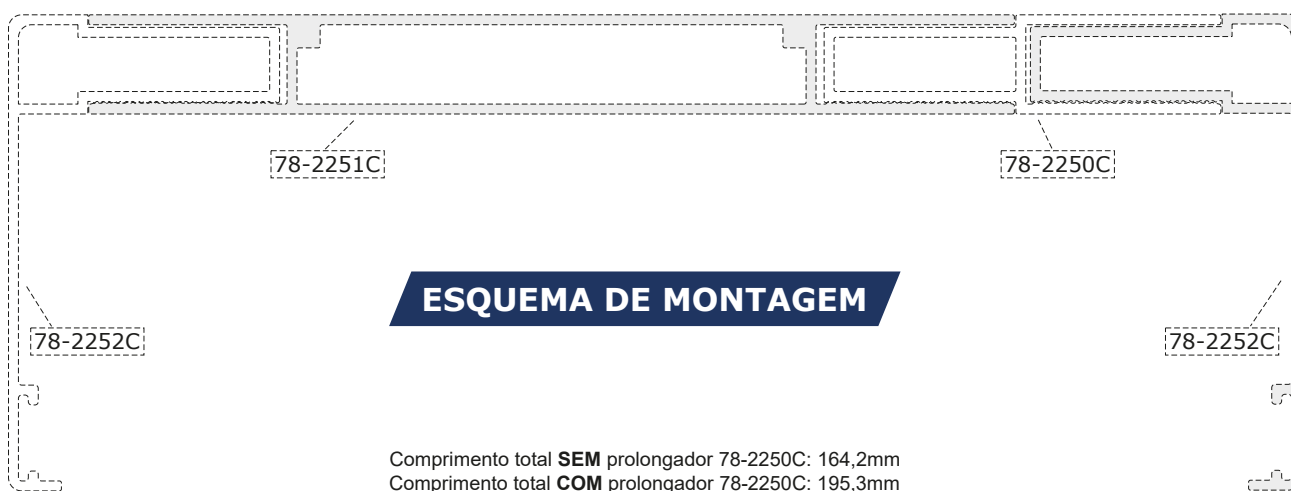 78-2251C
78-2250C
ESQUEMA DE MONTAGEM
78-2252C
78-2252C
Comprimento total SEM prolongador 78-2250C: 164,2mm
Comprimento total COM prolongador 78-2250C: 195,3mm